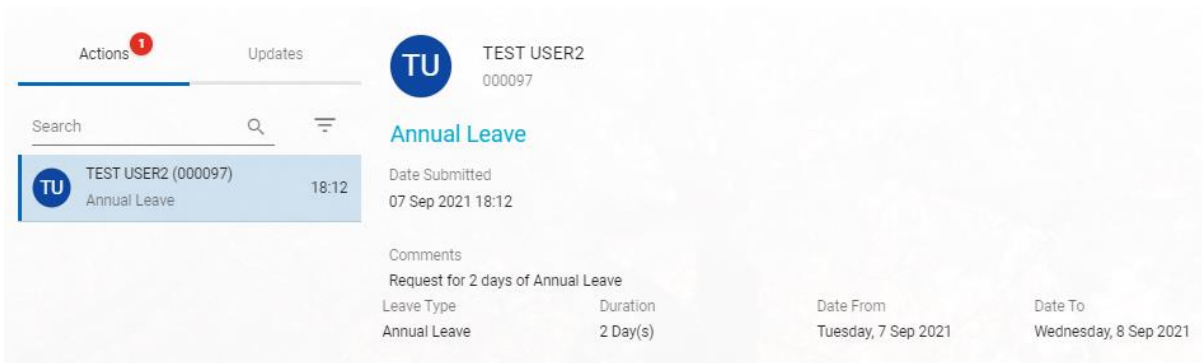 Actions 1 Updates
Search
TU TEST USER2 (000097) 18:12
Annual Leave
TU TEST USER2
000097
Annual Leave
Date Submitted
07 Sep 2021 18:12
Comments
Request for 2 days of Annual Leave
Leave Type Duration Date From Date To
Annual Leave 2 Day(s) Tuesday, 7 Sep 2021 Wednesday, 8 Sep 2021